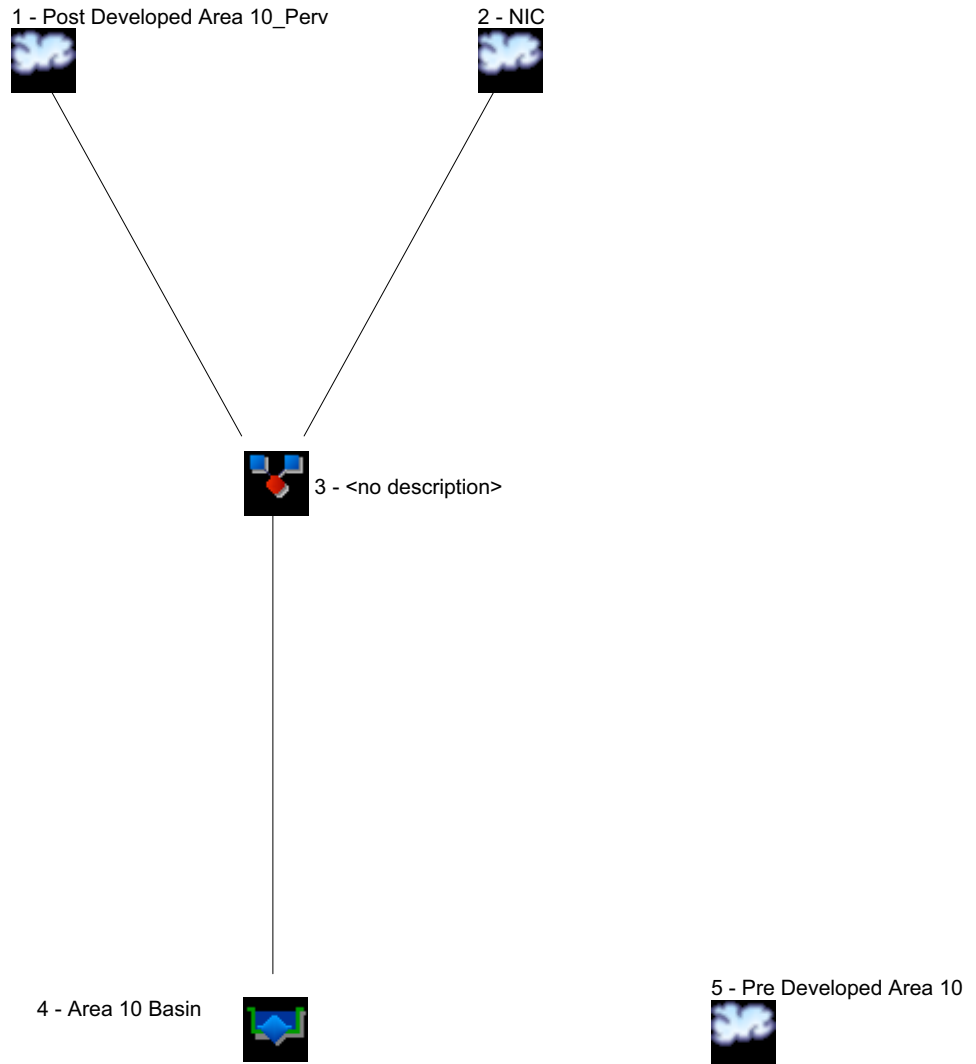 1 - Post Developed Area 10_Perv
2 - NIC
3 - <no description>
4 - Area 10 Basin
5 - Pre Developed Area 10